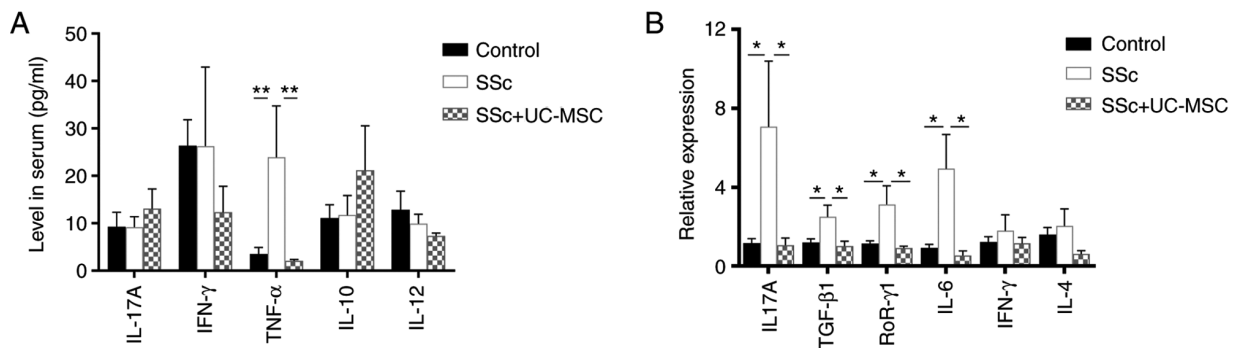 A
Level in serum (pg/ml)
50
40
30
20
10
0
** **
IL-17A
IFN-γ
TNF-α
IL-10
IL-12
Control
SSc
SSc+UC-MSC
B
Relative expression
12
8
4
0
* *
* *
* *
* *
IL17A
TGF-β1
RoR-γ1
IL-6
IFN-γ
IL-4
Control
SSc
SSc+UC-MSC